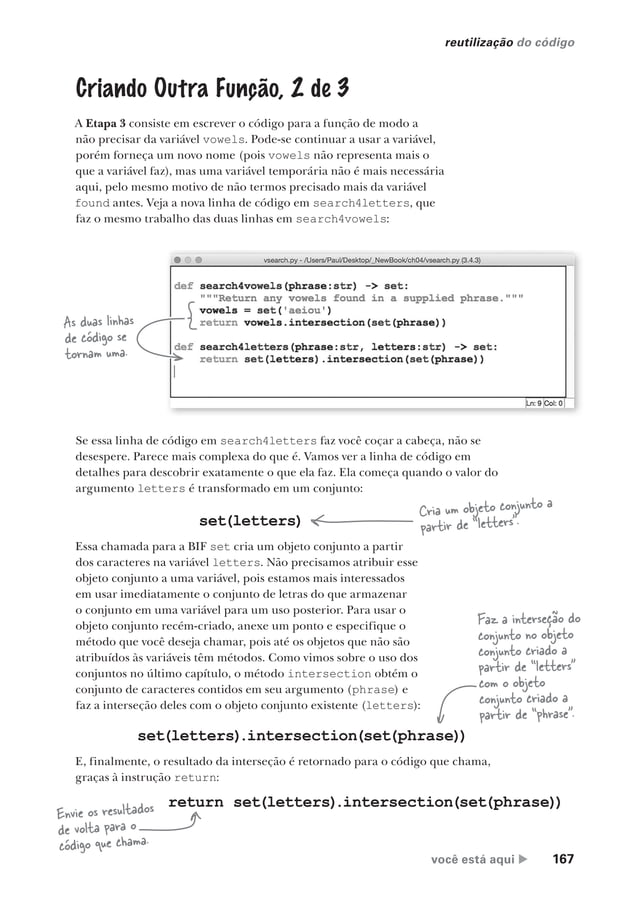 reutilização do código
Criando Outra Função, 2 de 3
A Etapa 3 consiste em escrever o código para a função de modo a
não precisar da variável vowels. Pode-se continuar a usar a variável,
porém forneça um novo nome (pois vowels não representa mais o
que a variável faz), mas uma variável temporária não é mais necessária
aqui, pelo mesmo motivo de não termos precisado mais da variável
found antes. Veja a nova linha de código em search4letters, que
faz o mesmo trabalho das duas linhas em search4vowels:
vsearch.py - /Users/Paul/Desktop/_NewBook/ch04/vsearch.py (3.4.3)
def search4vowels(phrase:str) -> set:
"""Return any vowels found in a supplied phrase."""
vowels = set('aeiou')
return vowels.intersection(set(phrase))
def search4letters(phrase:str, letters:str) -> set:
return set(letters).intersection(set(phrase))
Ln: 9 Col: 0
As duas linhas
de código se
tornam uma.
Se essa linha de código em search4letters faz você coçar a cabeça, não se
desespere. Parece mais complexa do que é. Vamos ver a linha de código em
detalhes para descobrir exatamente o que ela faz. Ela começa quando o valor do
argumento letters é transformado em um conjunto:
set(letters)
Cria um objeto conjunto a
partir de "letters".
Essa chamada para a BIF set cria um objeto conjunto a partir
dos caracteres na variável letters. Não precisamos atribuir esse
objeto conjunto a uma variável, pois estamos mais interessados
em usar imediatamente o conjunto de letras do que armazenar
o conjunto em uma variável para um uso posterior. Para usar o
objeto conjunto recém-criado, anexe um ponto e especifique o
método que você deseja chamar, pois até os objetos que não são
atribuídos às variáveis têm métodos. Como vimos sobre o uso dos
conjuntos no último capítulo, o método intersection obtém o
conjunto de caracteres contidos em seu argumento (phrase) e
faz a interseção deles com o objeto conjunto existente (letters):
Faz a interseção do
conjunto no objeto
conjunto criado a
partir de "letters"
com o objeto
conjunto criado a
partir de "phrase".
set(letters).intersection(set(phrase))
E, finalmente, o resultado da interseção é retornado para o código que chama,
graças à instrução return:
return set(letters).intersection(set(phrase))
Envie os resultados
de volta para o
código que chama.
você está aqui 167